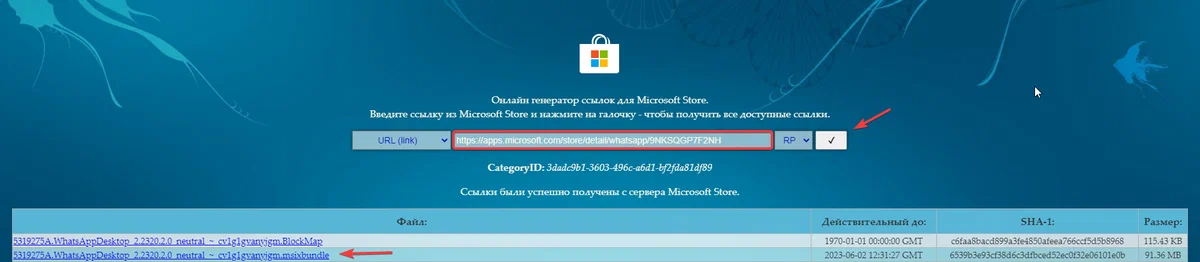 Онлайн генератор ссылок для Microsoft Store.
Введите ссылку из Microsoft Store и нажмите на галочку - чтобы получить все доступные ссылки.
URL (link) https://apps.microsoft.com/store/detail/whatsapp/9NKSQGP7F2NH RP ✓
CategoryID: 3dadc9b1-3603-496c-a6d1-bf2fda81df89
Ссылки были успешно получены с сервера Microsoft Store.
Файл: Действительный до: SHA-1: Размер:
5319275A.WhatsAppDesktop_2.2320.2.0_neutral_~_cv1g1gvanyjgm.BlockMap 1970-01-01 00:00:00 GMT c6faa8bacd899a3fe4850afeea766ccf5d5b8968 115.43 KB
5319275A.WhatsAppDesktop_2.2320.2.0_neutral_~_cv1g1gvanyjgm.msixbundle 2023-06-02 12:31:27 GMT 6539b3e93cf38d6c3dfbced52ec0f32e06101e0b 91.36 MB